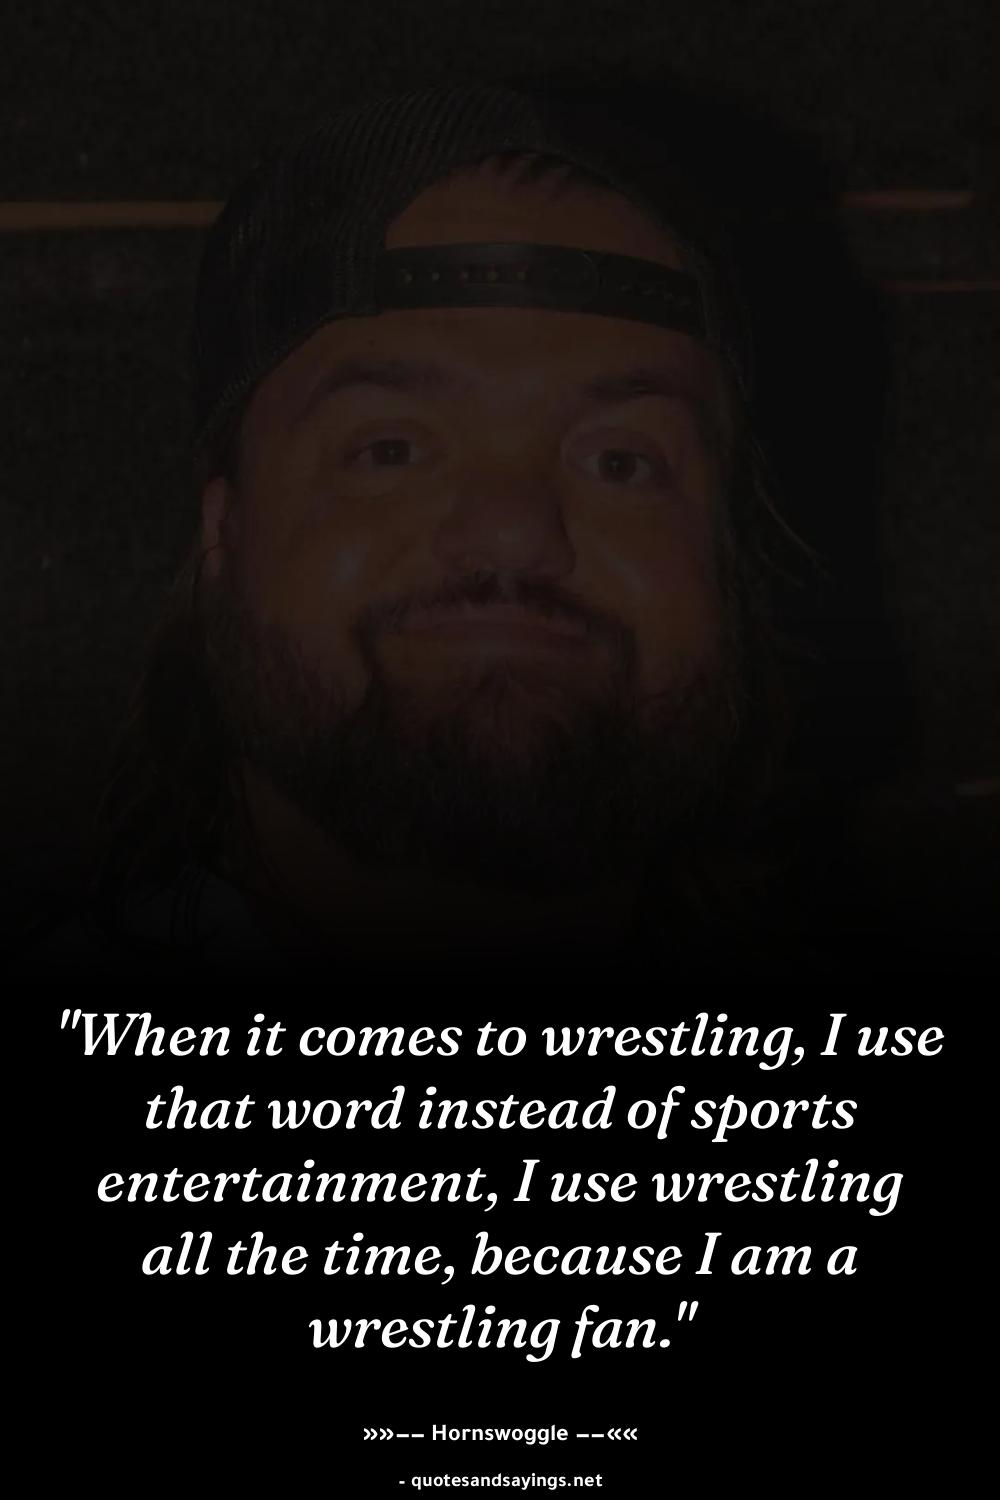 "When it comes to wrestling, I use
that word instead of sports
entertainment, I use wrestling
all the time, because I am a
wrestling fan."
»»−− Hornswoggle −−««
- quotesandsayings.net